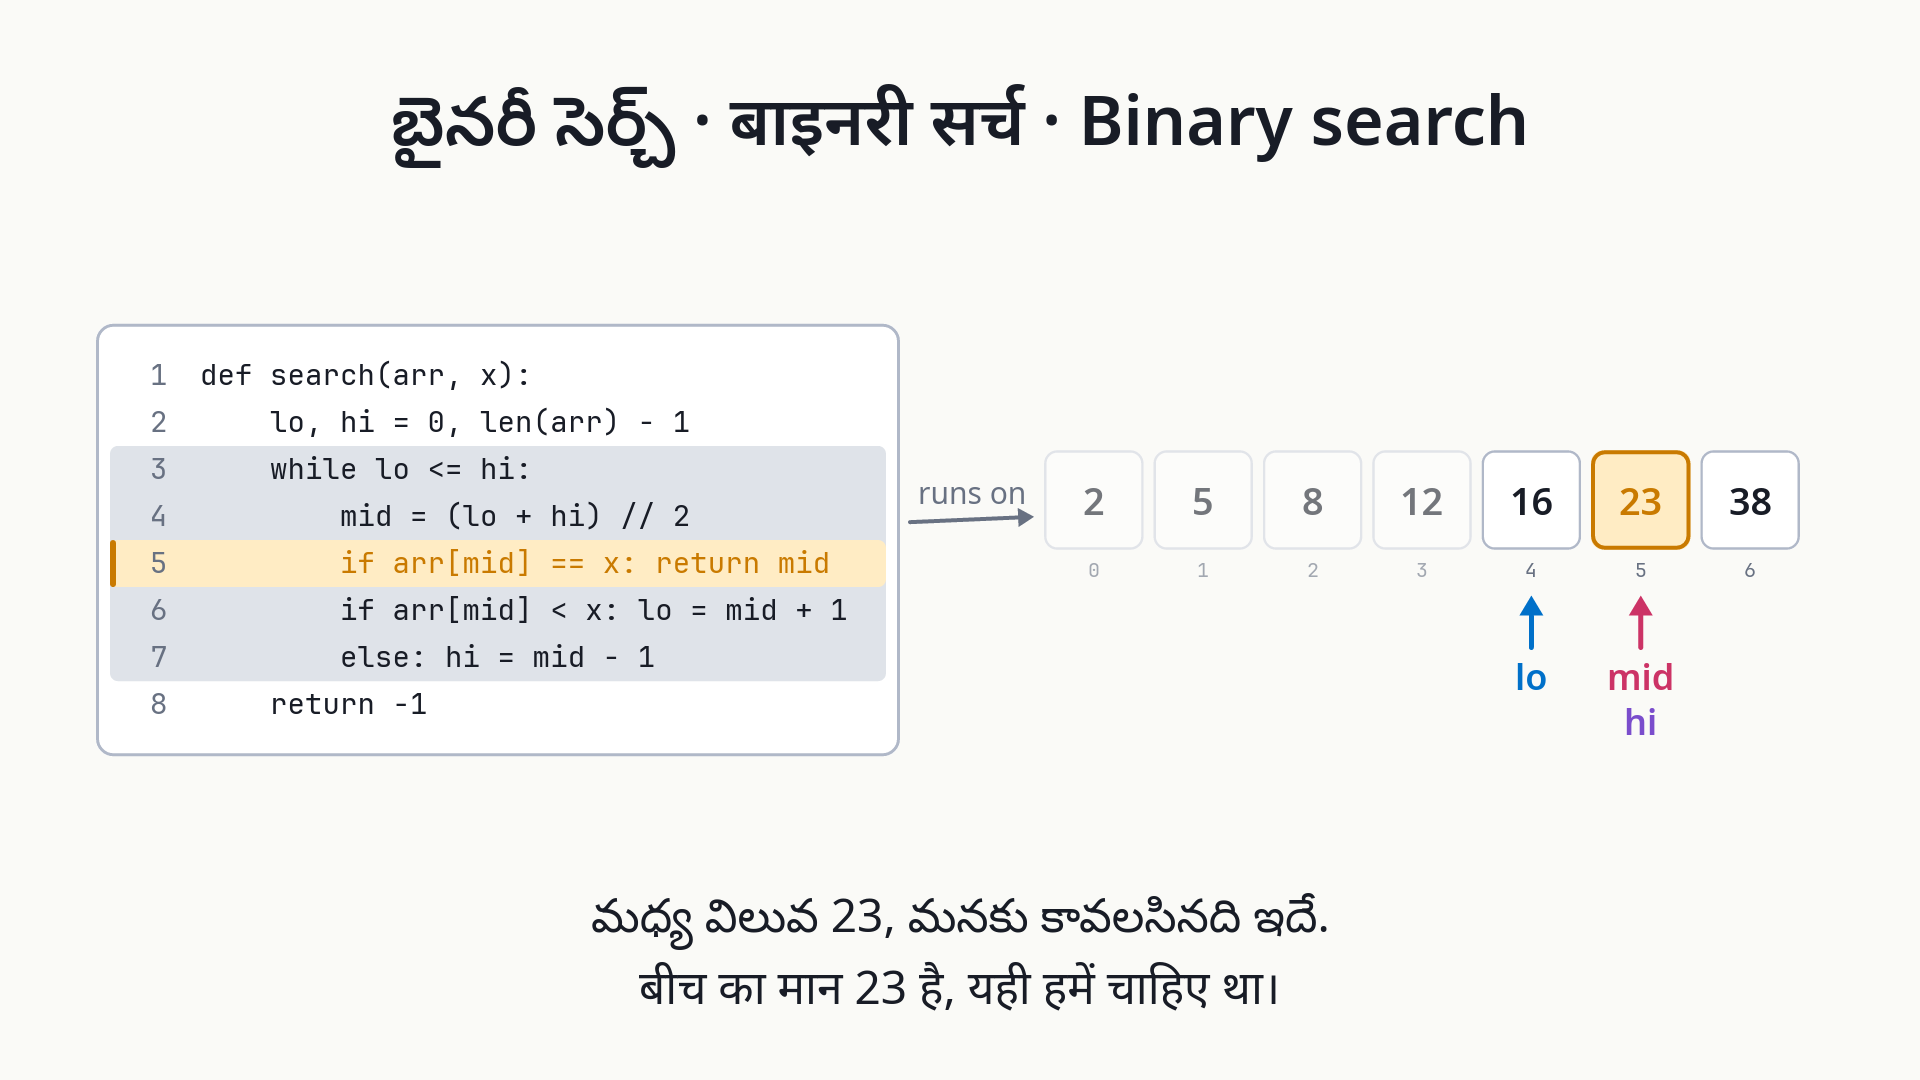 బైనరీ సెర్చ్ · बाइनरी सर्च · Binary search
1 def search(arr, x):
2     lo, hi = 0, len(arr) - 1
3     while lo <= hi:
4         mid = (lo + hi) // 2
5         if arr[mid] == x: return mid
6         if arr[mid] < x: lo = mid + 1
7         else: hi = mid - 1
8     return -1
runs on
2 5 8 12 16 23 38
0 1 2 3 4 5 6
lo mid
hi
మధ్య విలువ 23, మనకు కావలసినది ఇదే.
बीच का मान 23 है, यही हमें चाहिए था।